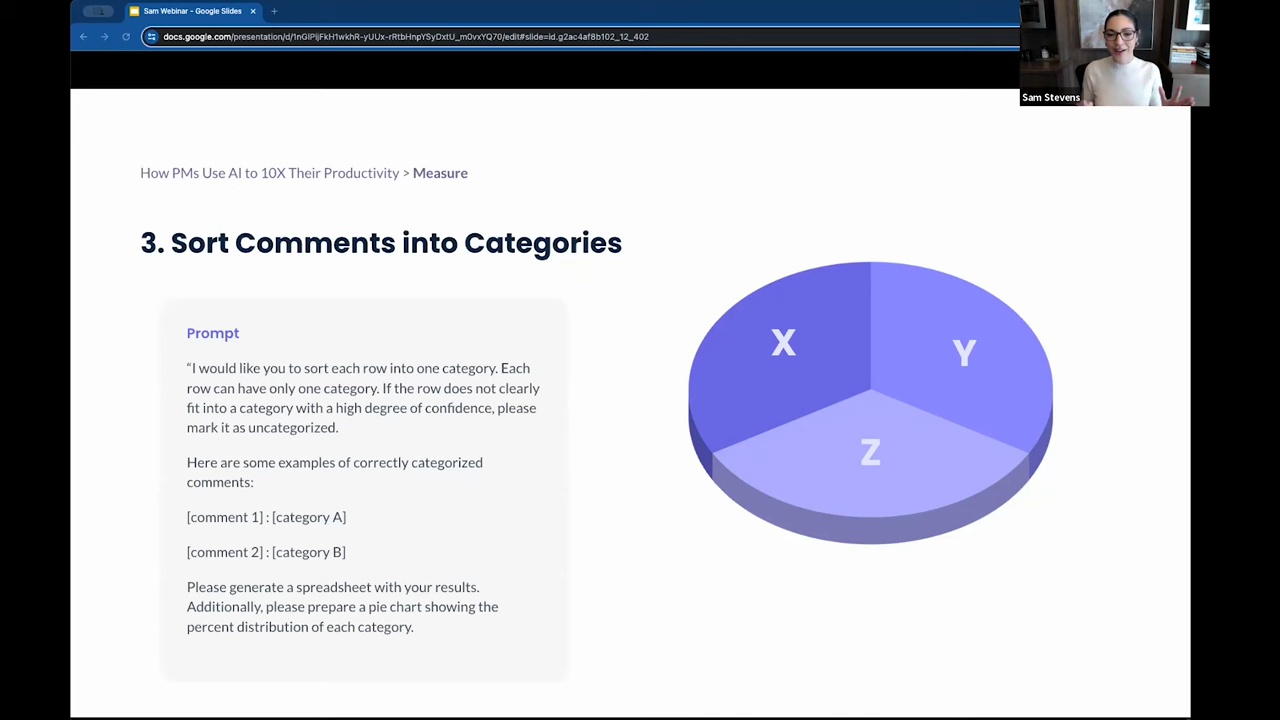 Sam Webinar - Google Slides
docs.google.com/presentation/d/1nGlPijFkH1wkhR-yUUx-rRtbHnpYSyDxtU_m0vxYQ70/edit#slide=id.g2ac4af8b102_12_402
Sam Stevens
How PMs Use AI to 10X Their Productivity > Measure
3. Sort Comments into Categories
Prompt
“I would like you to sort each row into one category. Each
row can have only one category. If the row does not clearly
fit into a category with a high degree of confidence, please
mark it as uncategorized.
Here are some examples of correctly categorized
comments:
[comment 1] : [category A]
[comment 2] : [category B]
Please generate a spreadsheet with your results.
Additionally, please prepare a pie chart showing the
percent distribution of each category.
X
Y
Z